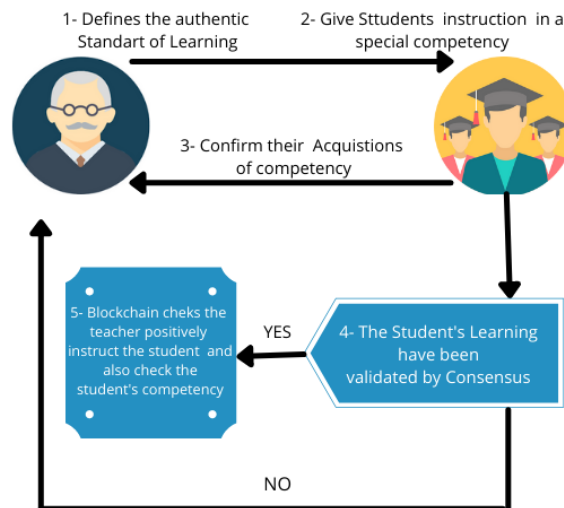 1- Defines the authentic
Standart of Learning
2- Give Sttudents instruction in a
special competency
3- Confirm their Acquistions
of competency
4- The Student's Learning
have been
validated by Consensus
YES
5- Blockchain cheks the
teacher positively
instruct the student and
also check the
student's competency
NO